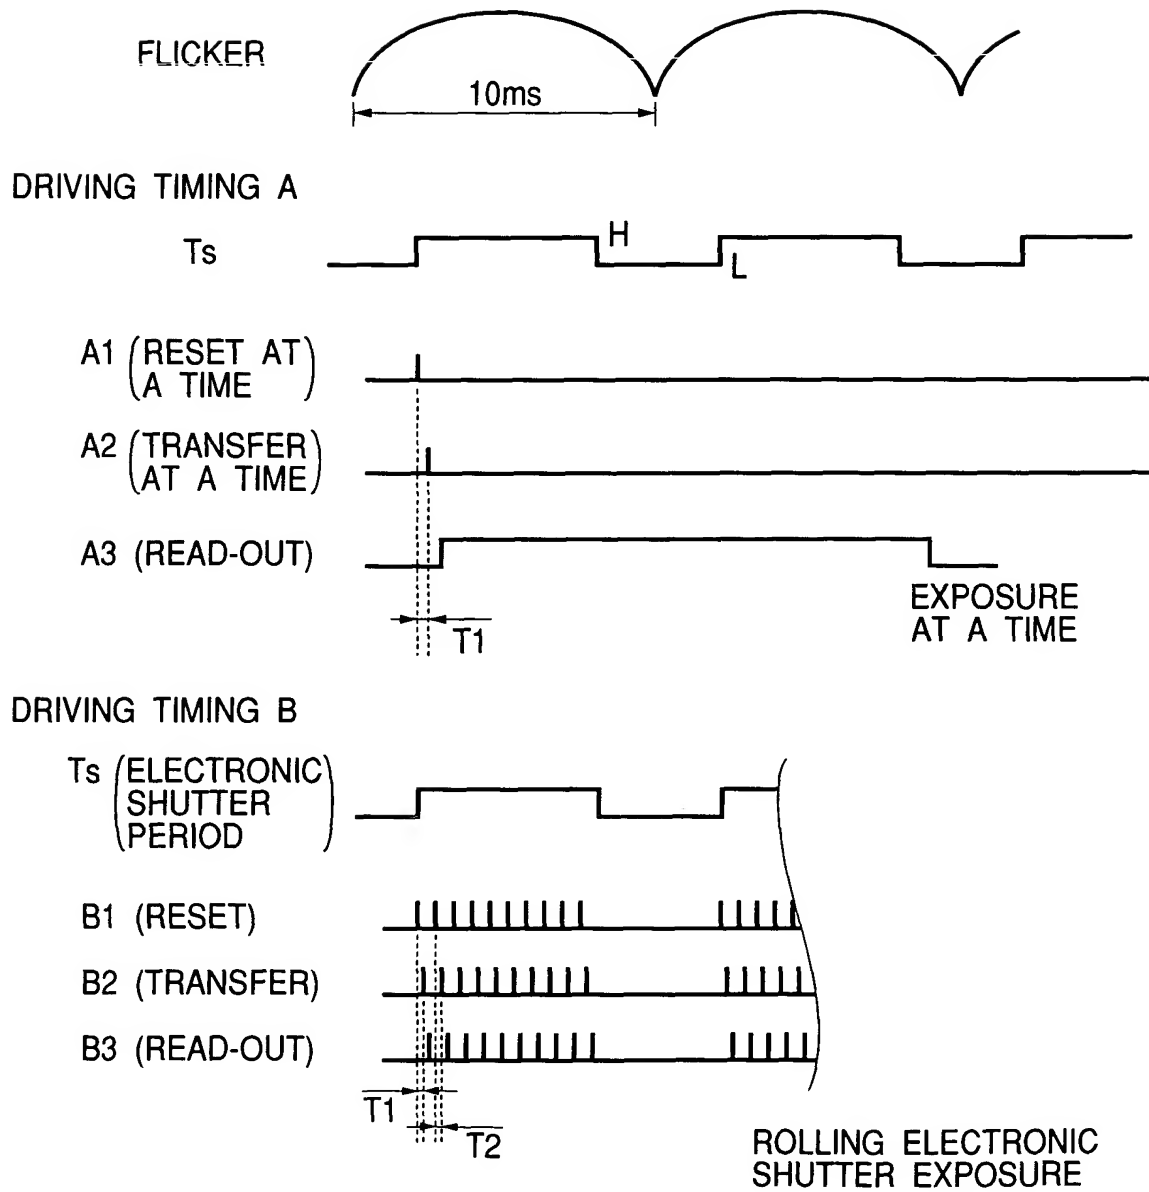 FLICKER
10ms
DRIVING TIMING A
Ts
H
L
A1 (RESET AT
A TIME)
A2 (TRANSFER
AT A TIME)
A3 (READ-OUT)
EXPOSURE
AT A TIME
T1
DRIVING TIMING B
Ts (ELECTRONIC
SHUTTER
PERIOD)
B1 (RESET)
B2 (TRANSFER)
B3 (READ-OUT)
T1
T2
ROLLING ELECTRONIC
SHUTTER EXPOSURE